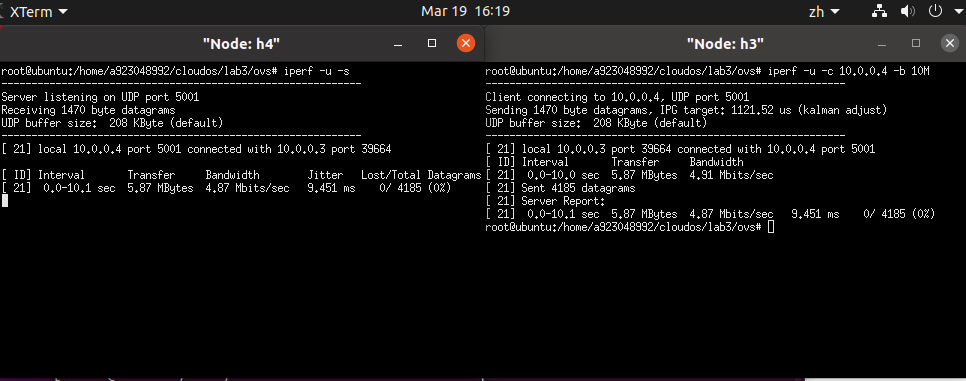 XTerm
Mar 19 16:19
zh
"Node: h4"
root@ubuntu:/home/a923048992/cloudos/lab3/ovs# iperf -u -s
------------------------------------------------------------
Server listening on UDP port 5001
Receiving 1470 byte datagrams
UDP buffer size:  208 KByte (default)
------------------------------------------------------------
[ 21] local 10.0.0.4 port 5001 connected with 10.0.0.3 port 39664
[ ID] Interval       Transfer     Bandwidth        Jitter   Lost/Total Datagrams
[ 21]  0.0-10.1 sec  5.87 MBytes  4.87 Mbits/sec   9.451 ms    0/ 4185 (0%)
"Node: h3"
root@ubuntu:/home/a923048992/cloudos/lab3/ovs# iperf -u -c 10.0.0.4 -b 10M
------------------------------------------------------------
Client connecting to 10.0.0.4, UDP port 5001
Sending 1470 byte datagrams, IPG target: 1121.52 us (kalman adjust)
UDP buffer size:  208 KByte (default)
------------------------------------------------------------
[ 21] local 10.0.0.3 port 39664 connected with 10.0.0.4 port 5001
[ ID] Interval       Transfer     Bandwidth
[ 21]  0.0-10.0 sec  5.87 MBytes  4.91 Mbits/sec
[ 21] Sent 4185 datagrams
[ 21] Server Report:
[ 21]  0.0-10.1 sec  5.87 MBytes  4.87 Mbits/sec   9.451 ms    0/ 4185 (0%)
root@ubuntu:/home/a923048992/cloudos/lab3/ovs#